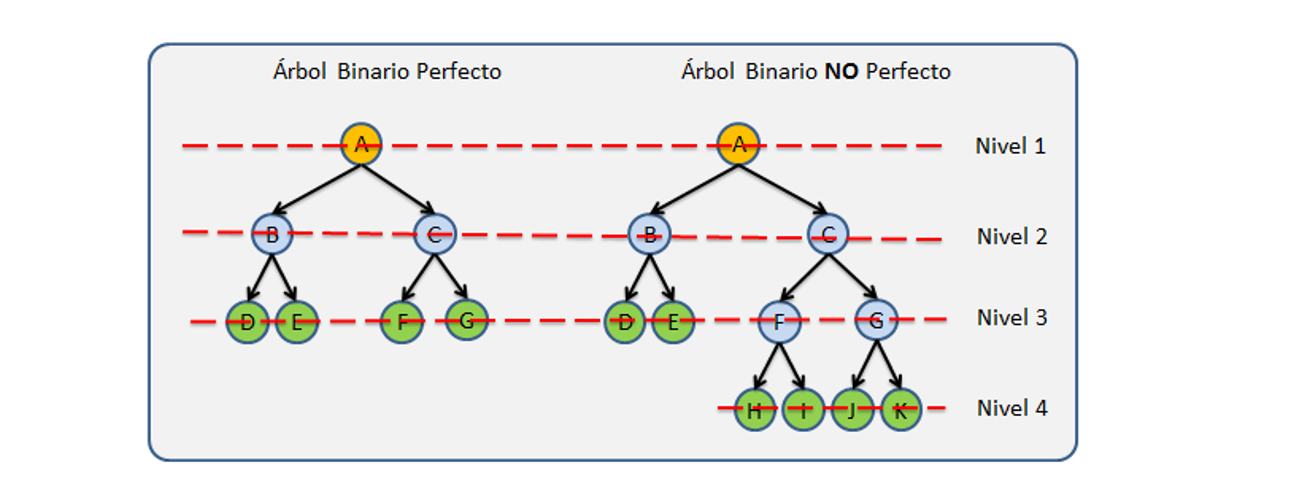 Árbol Binario Perfecto
Árbol Binario NO Perfecto
A
A
Nivel 1
B
C
B
C
Nivel 2
D
E
F
G
D
E
F
G
Nivel 3
H
I
J
K
Nivel 4